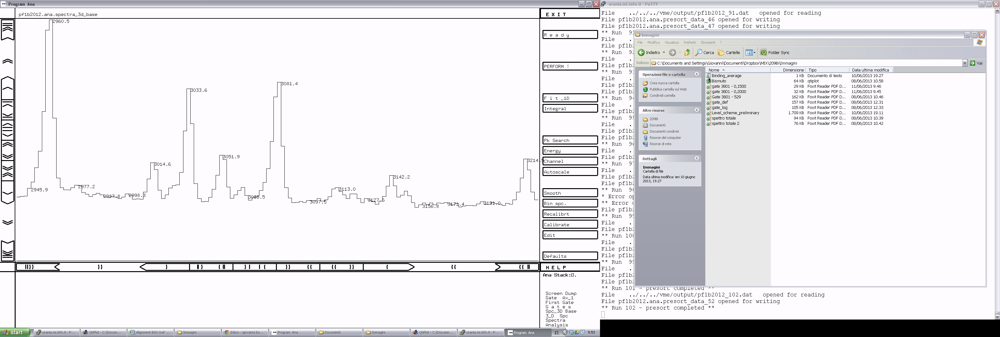 Program Ana
pf1b2012.ana.spectra_3d_base
2960.5
3081.4
3033.6
3051.9
3214.5
3014.6
3142.2
2977.2
2945.9
3113.0
2987.8
2998.3
3066.5
3097.5
3127.6
3156.8
3171.4
3191.0
EXIT
Ready
PERFORM !
Fit_1D
Integral
Pk Search
Energy
Channel
Autoscale
Smooth
Bin spc.
Recalibrt
Calibrate
Edit
Defaults
HELP
Ana Stack:
Screen Dump
Gate Ax_1
First Gate
Gates
Spc_3D Base
3_D Spc
Spectra
Analysis
urania.mi.infn.it - PuTTY
File ../../../vme/output/pf1b2012_91.dat opened for reading
File pf1b2012.ana.presort_data_46 opened for writing
File pf1b2012.ana.presort_data_47 opened for writing
** Run 9
File .
File pf1b
** Run 92
File .
** Run 9
File .
File pf1b
File pf1b
** Run 94
File .
File pf1b
** Run 95
File .
File pf1b
File pf1b
** Run 96
File .
File pf1b
** Run 97
File .
File pf1b
File pf1b
** Run 98
* Error op
** Error o
File pf1b
** Run 99
File .
File pf1b
** Run 100
File .
File pf1b
File pf1b
** Run 99
File .
File pf1b
File pf1b
** Run 101 - presort completed **
File ../../../vme/output/pf1b2012_102.dat opened for reading
File pf1b2012.ana.presort_data_52 opened for writing
** Run 102 - presort completed **
Immagini
File Modifica Visualizza Preferiti Strumenti ?
Indietro Cerca Cartelle Folder Sync
Indirizzo C:\Documents and Settings\Giovanni\Documenti\Dropbox\MIX\209Bi\Immagini Vai
Operazioni file e cartella
Crea nuova cartella
Pubblica cartella sul Web
Condividi cartella
Altre risorse
209Bi
Documenti
Documenti condivisi
Risorse del computer
Risorse di rete
Dettagli
Immagini
Cartella di file
Data ultima modifica: ieri 10 giugno
2013, 19.27
Nome Dimensione Tipo Data ultima modifica
Binding_average 1 KB Documento di testo 10/06/2013 19.27
Bismuto 64 KB qtiplot 08/06/2013 10.58
gate 3801 - 0,1500 29 KB Foxit Reader PDF D... 11/06/2013 9.46
gate 3801 - 0,2000 32 KB Foxit Reader PDF D... 11/06/2013 9.45
Gate 3801 - 529 162 KB Foxit Reader PDF D... 08/06/2013 10.46
gate_def 157 KB Foxit Reader PDF D... 08/06/2013 12.31
gate_log 105 KB Foxit Reader PDF D... 08/06/2013 12.33
Level_scheme_preliminary 1.709 KB Foxit Reader PDF D... 10/06/2013 19.11
spettro totale 94 KB Foxit Reader PDF D... 08/06/2013 10.39
spettro totale 2 76 KB Foxit Reader PDF D... 08/06/2013 10.42
start urania.mi.infn.it - P... QtiPlot - C:\Docum... Alignment BGO (ref ... Immagini Inbox - giovanni.bo... Program Ana Documenti Immagini QtiPlot - C:\Docume... urania.mi.infn.it - P... Program Ana IT 9.53